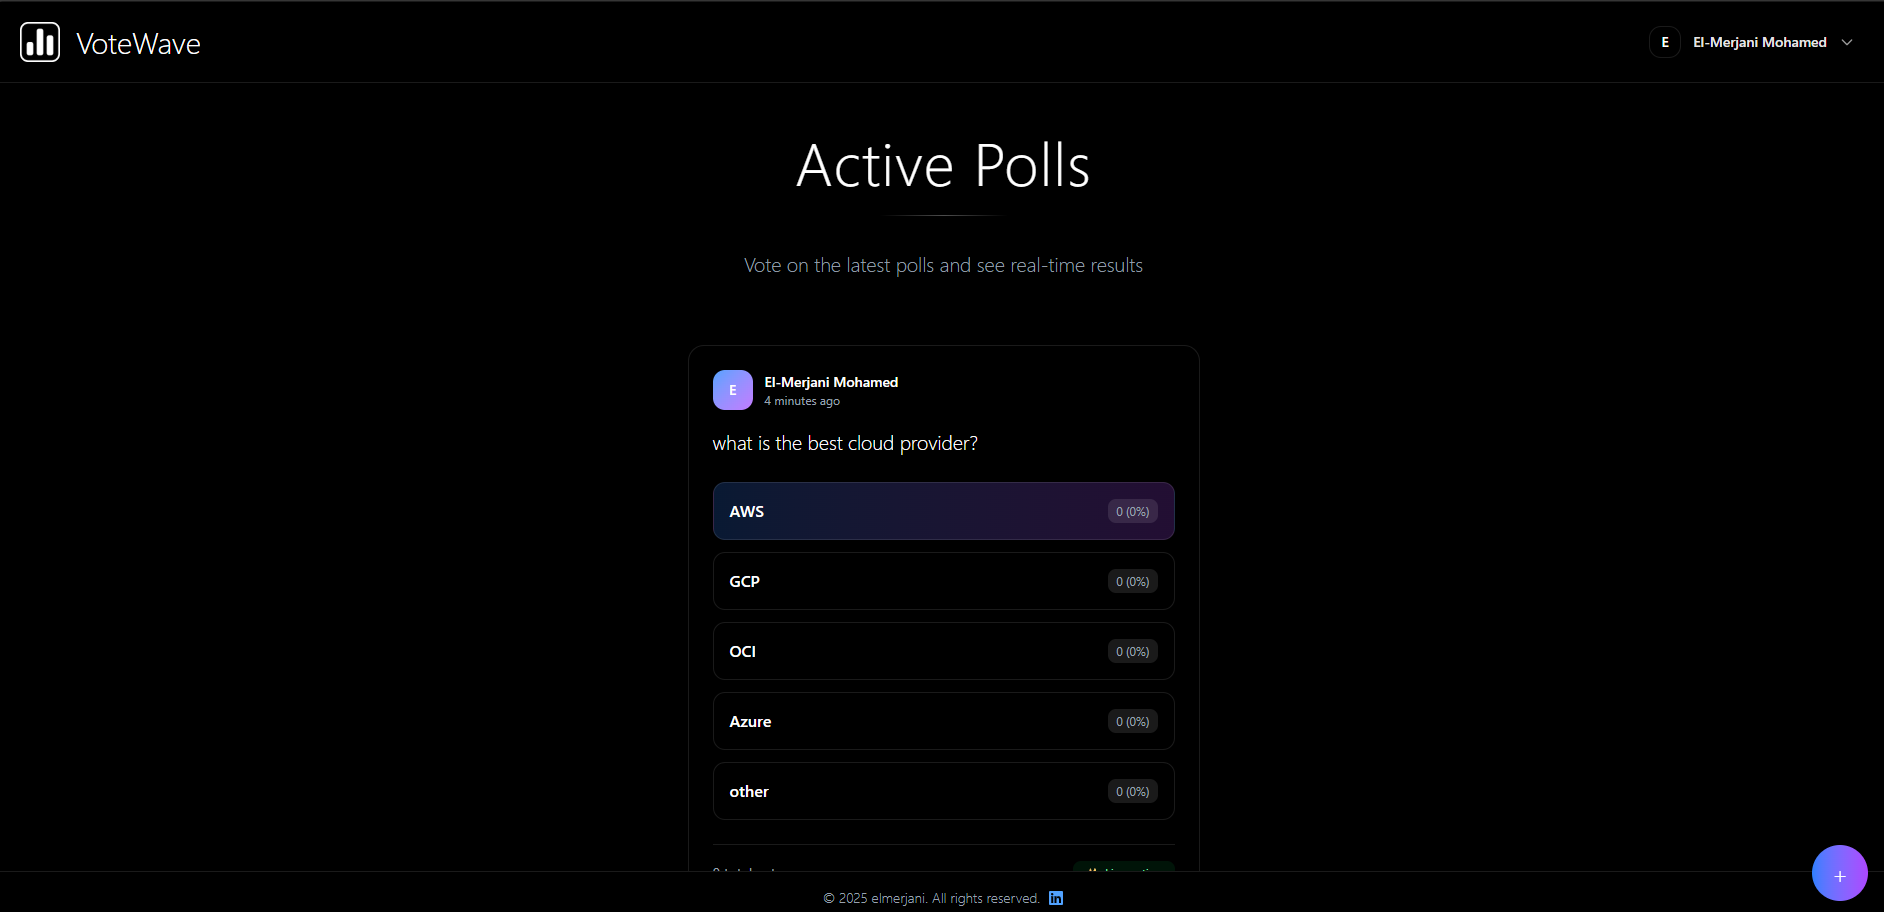 VoteWave
E El-Merjani Mohamed
Active Polls
Vote on the latest polls and see real-time results
E
El-Merjani Mohamed
4 minutes ago
what is the best cloud provider?
AWS 0 (0%)
GCP 0 (0%)
OCI 0 (0%)
Azure 0 (0%)
other 0 (0%)
+
© 2025 elmerjani. All rights reserved. in